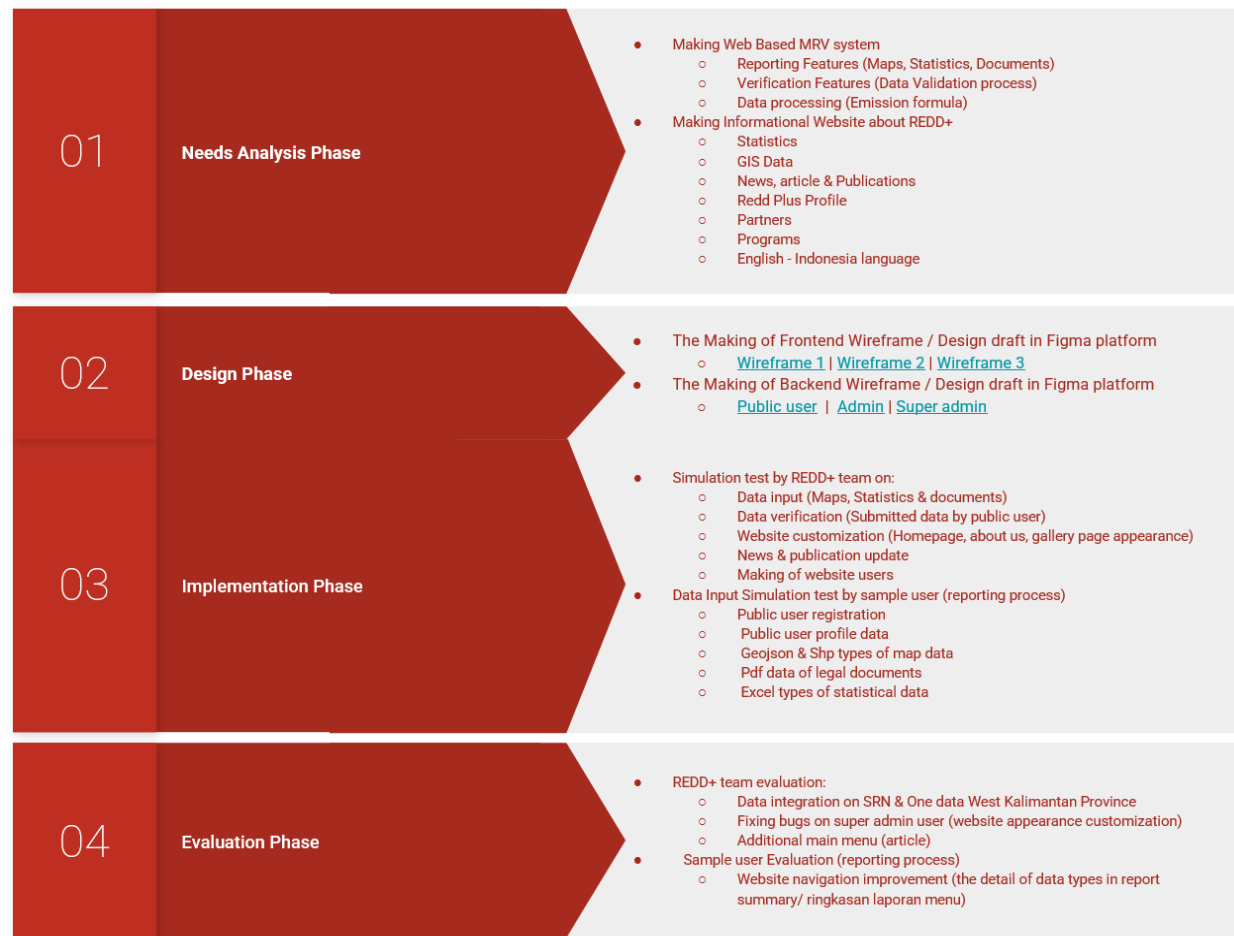 01
Needs Analysis Phase
● Making Web Based MRV system
○ Reporting Features (Maps, Statistics, Documents)
○ Verification Features (Data Validation process)
○ Data processing (Emission formula)
● Making Informational Website about REDD+
○ Statistics
○ GIS Data
○ News, article & Publications
○ Redd Plus Profile
○ Partners
○ Programs
○ English - Indonesia language
02
Design Phase
● The Making of Frontend Wireframe / Design draft in Figma platform
○ Wireframe 1 | Wireframe 2 | Wireframe 3
● The Making of Backend Wireframe / Design draft in Figma platform
○ Public user | Admin | Super admin
03
Implementation Phase
● Simulation test by REDD+ team on:
○ Data input (Maps, Statistics & documents)
○ Data verification (Submitted data by public user)
○ Website customization (Homepage, about us, gallery page appearance)
○ News & publication update
○ Making of website users
● Data Input Simulation test by sample user (reporting process)
○ Public user registration
○ Public user profile data
○ Geojson & Shp types of map data
○ Pdf data of legal documents
○ Excel types of statistical data
04
Evaluation Phase
● REDD+ team evaluation:
○ Data integration on SRN & One data West Kalimantan Province
○ Fixing bugs on super admin user (website appearance customization)
○ Additional main menu (article)
● Sample user Evaluation (reporting process)
○ Website navigation improvement (the detail of data types in report
summary/ ringkasan laporan menu)